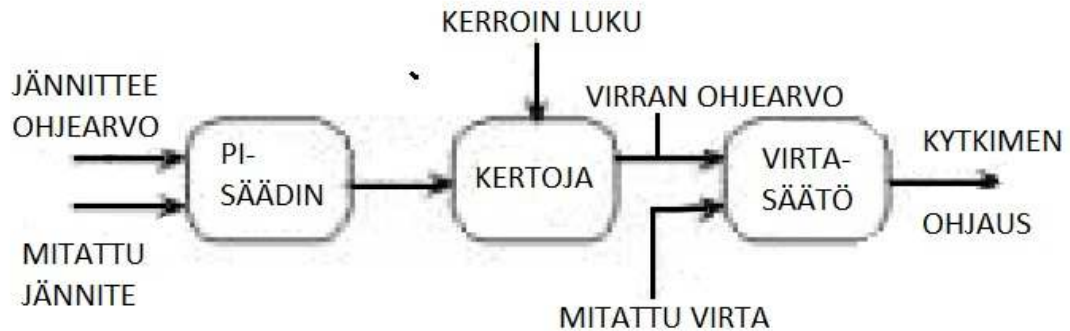 KERROIN LUKU
JÄNNITTEE
OHJEARVO
VIRRAN OHJEARVO
PI-
SÄÄDIN
KERTOJA
VIRTA-
SÄÄTÖ
KYTKIMEN
OHJAUS
MITATTU
JÄNNITE
MITATTU VIRTA